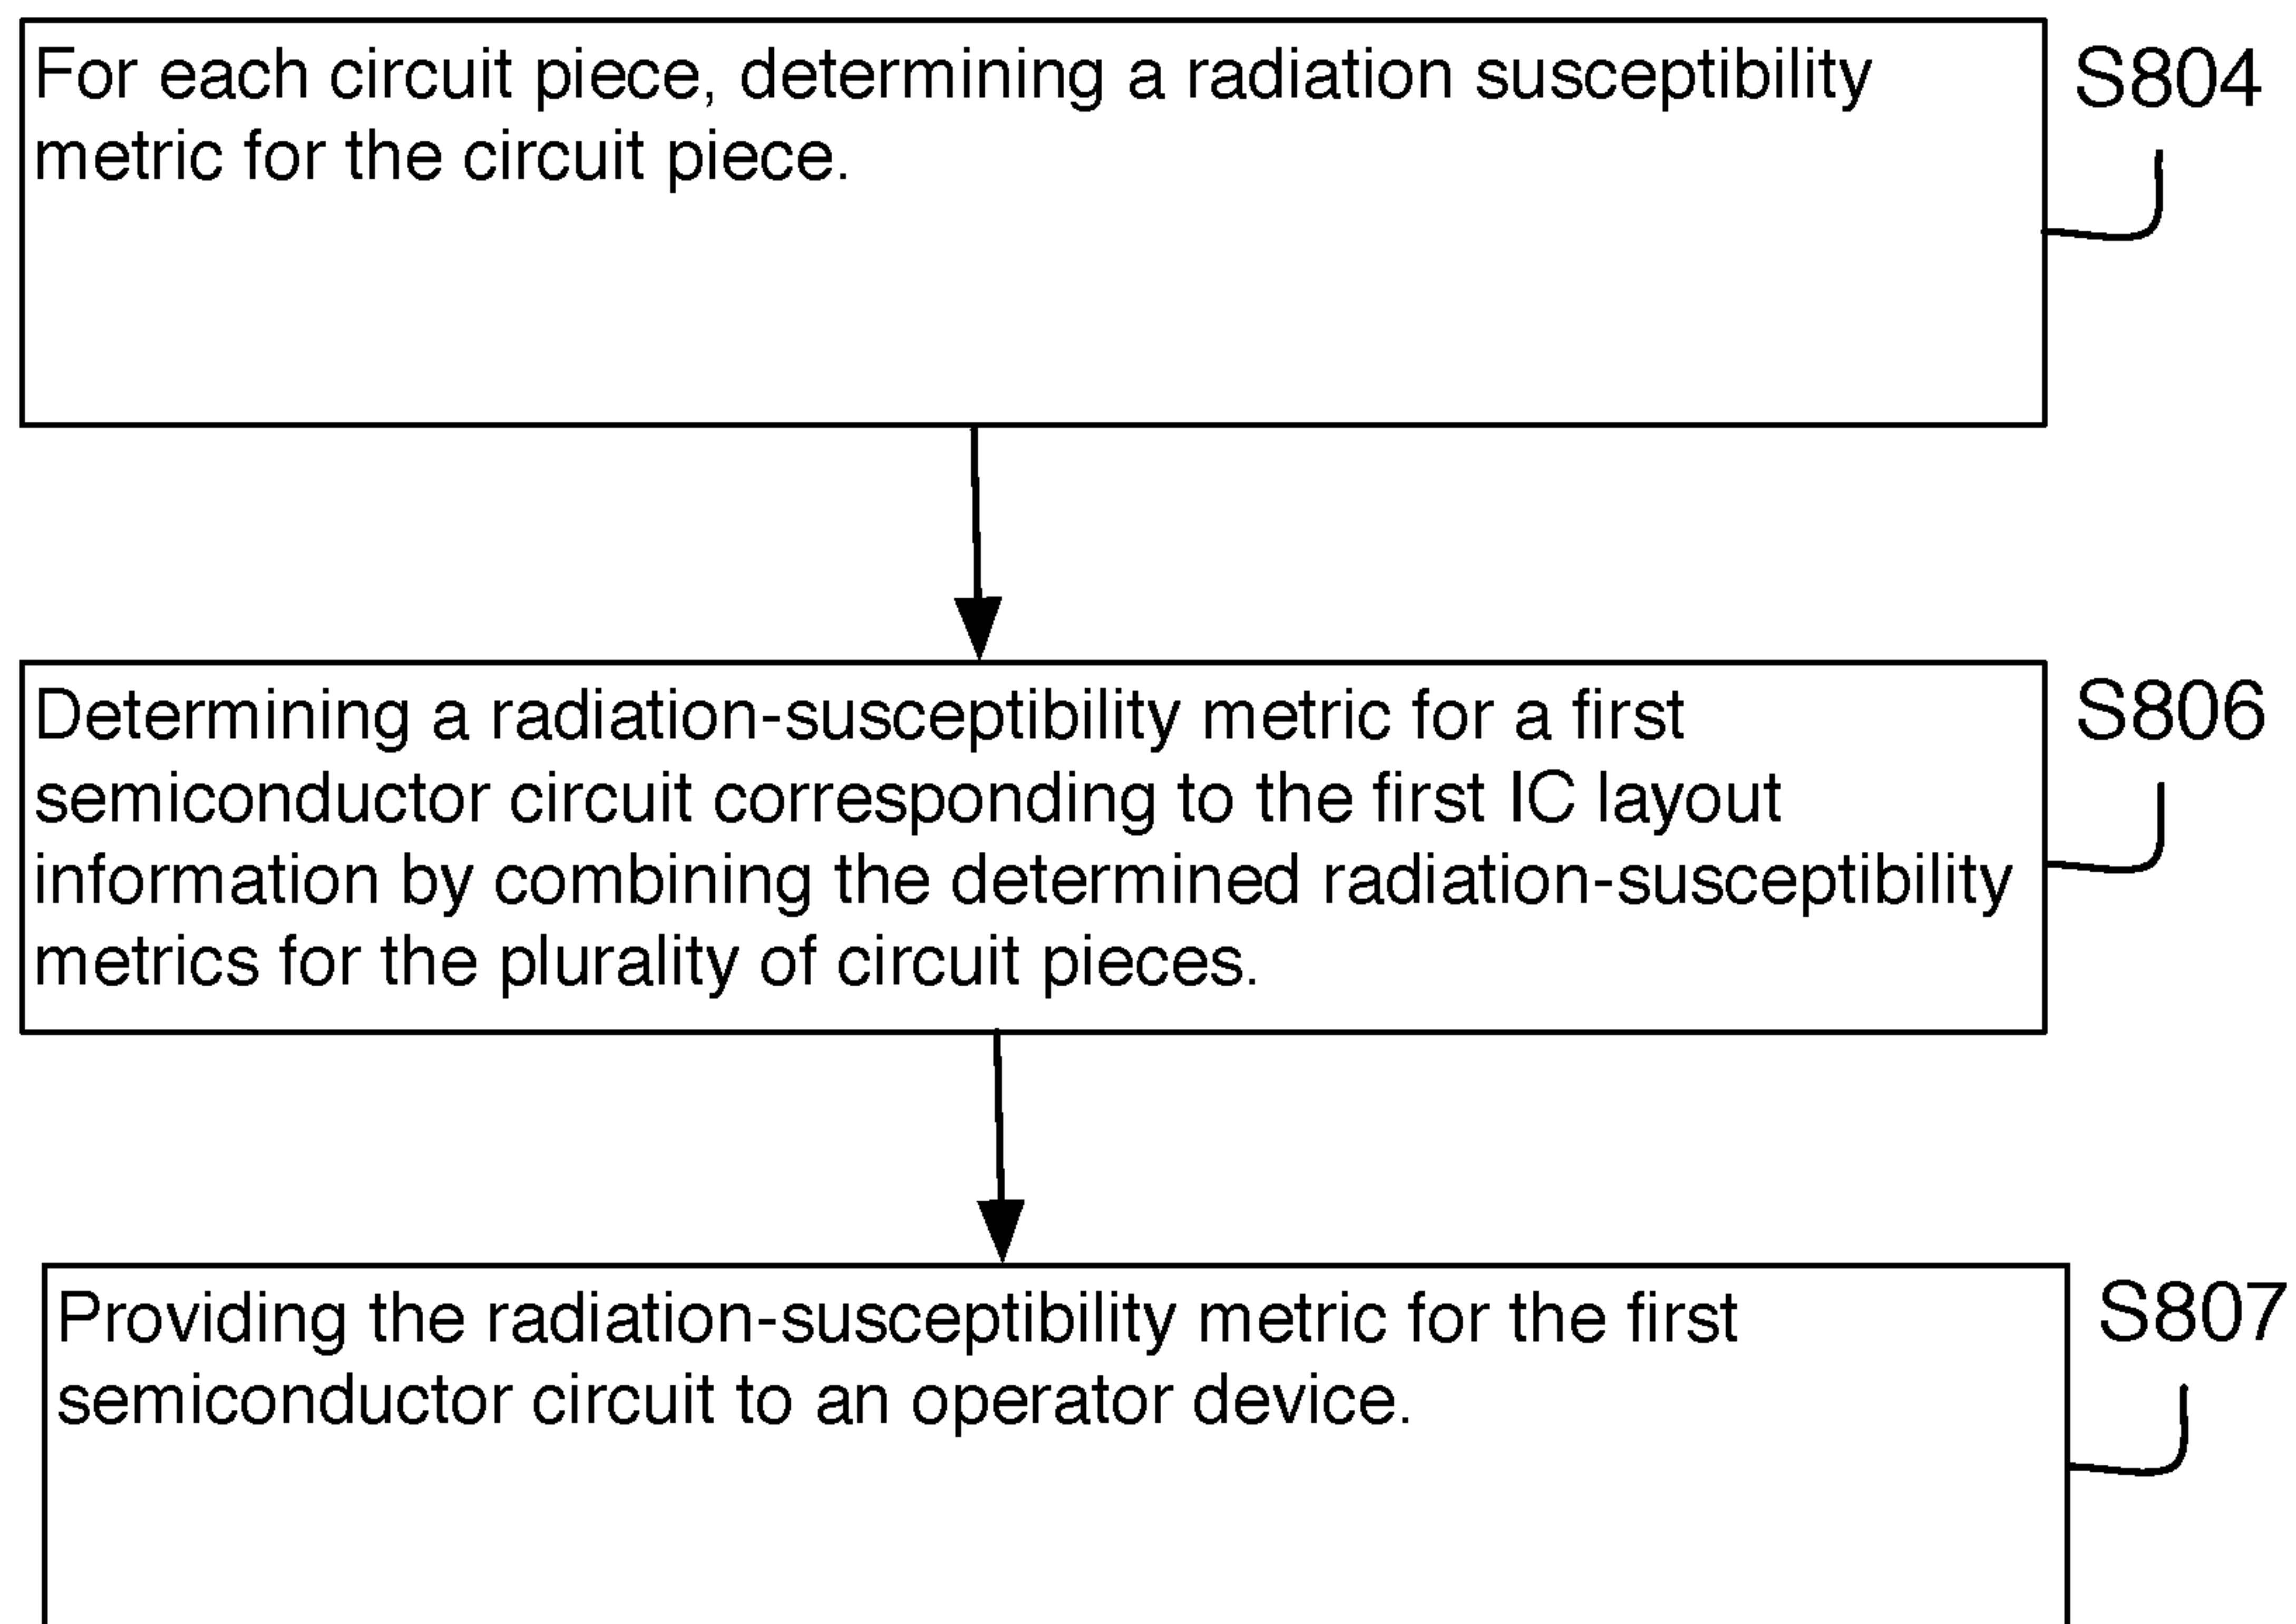 For each circuit piece, determining a radiation susceptibility
metric for the circuit piece.
S804
Determining a radiation-susceptibility metric for a first
semiconductor circuit corresponding to the first IC layout
information by combining the determined radiation-susceptibility
metrics for the plurality of circuit pieces.
S806
Providing the radiation-susceptibility metric for the first
semiconductor circuit to an operator device.
S807